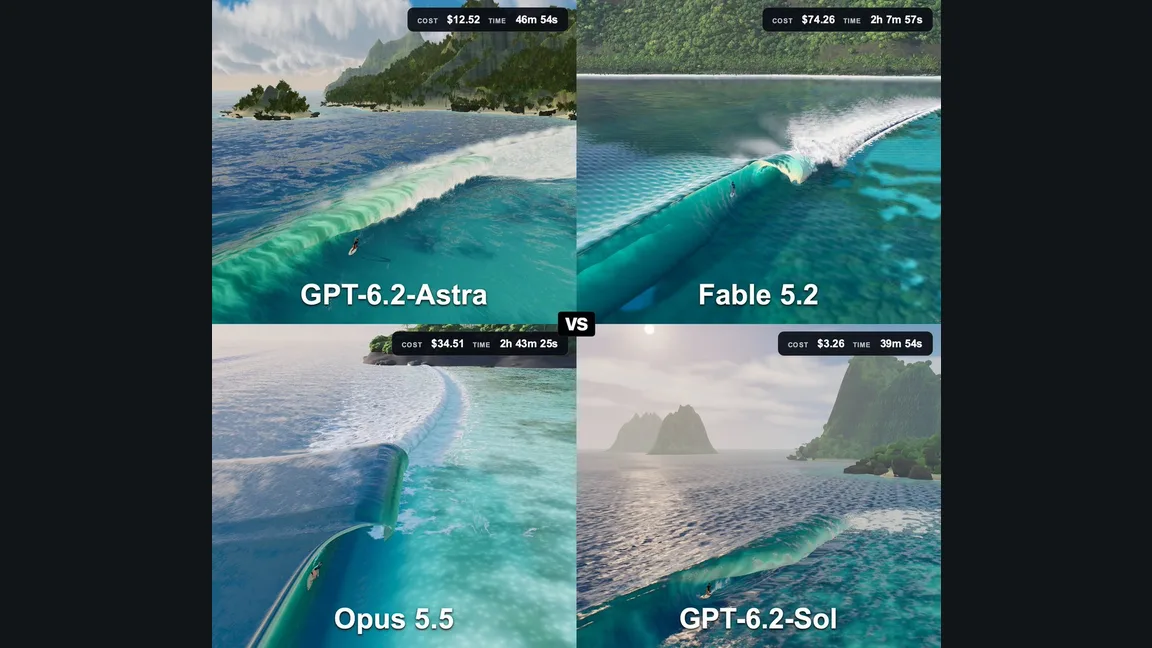 COST $12.52 TIME 46m 54s
COST $74.26 TIME 2h 7m 57s
GPT-6.2-Astra
Fable 5.2
VS
COST $34.51 TIME 2h 43m 25s
COST $3.26 TIME 39m 54s
Opus 5.5
GPT-6.2-Sol